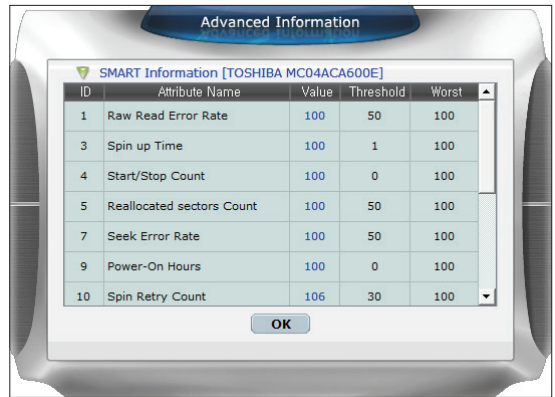 Advanced Information
SMART Information [TOSHIBA MC04ACA600E]
ID Attribute Name Value Threshold Worst
1 Raw Read Error Rate 100 50 100
3 Spin up Time 100 1 100
4 Start/Stop Count 100 0 100
5 Reallocated sectors Count 100 50 100
7 Seek Error Rate 100 50 100
9 Power-On Hours 100 0 100
10 Spin Retry Count 106 30 100
OK